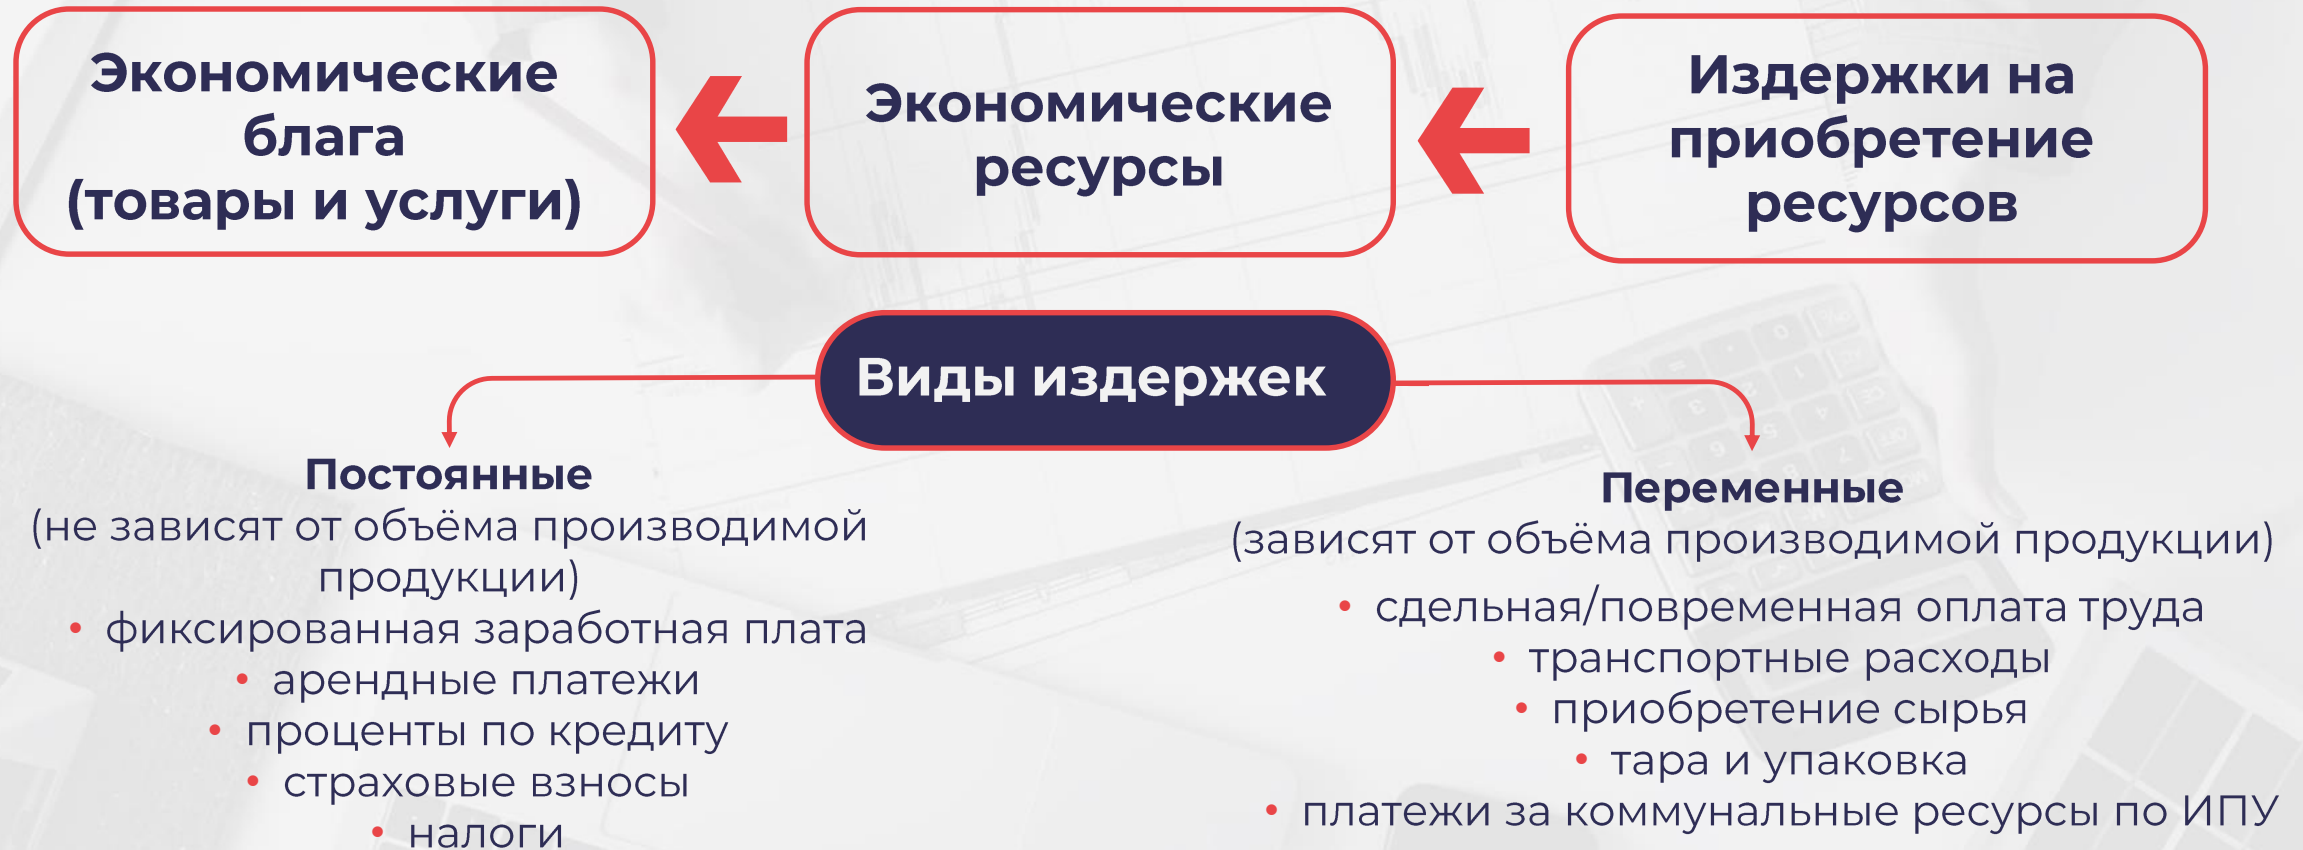 Экономические
блага
(товары и услуги)
Экономические
ресурсы
Издержки на
приобретение
ресурсов
Виды издержек
Постоянные
(не зависят от объёма производимой
продукции)
• фиксированная заработная плата
• арендные платежи
• проценты по кредиту
• страховые взносы
• налоги
Переменные
(зависят от объёма производимой продукции)
• сдельная/повременная оплата труда
• транспортные расходы
• приобретение сырья
• тара и упаковка
• платежи за коммунальные ресурсы по ИПУ